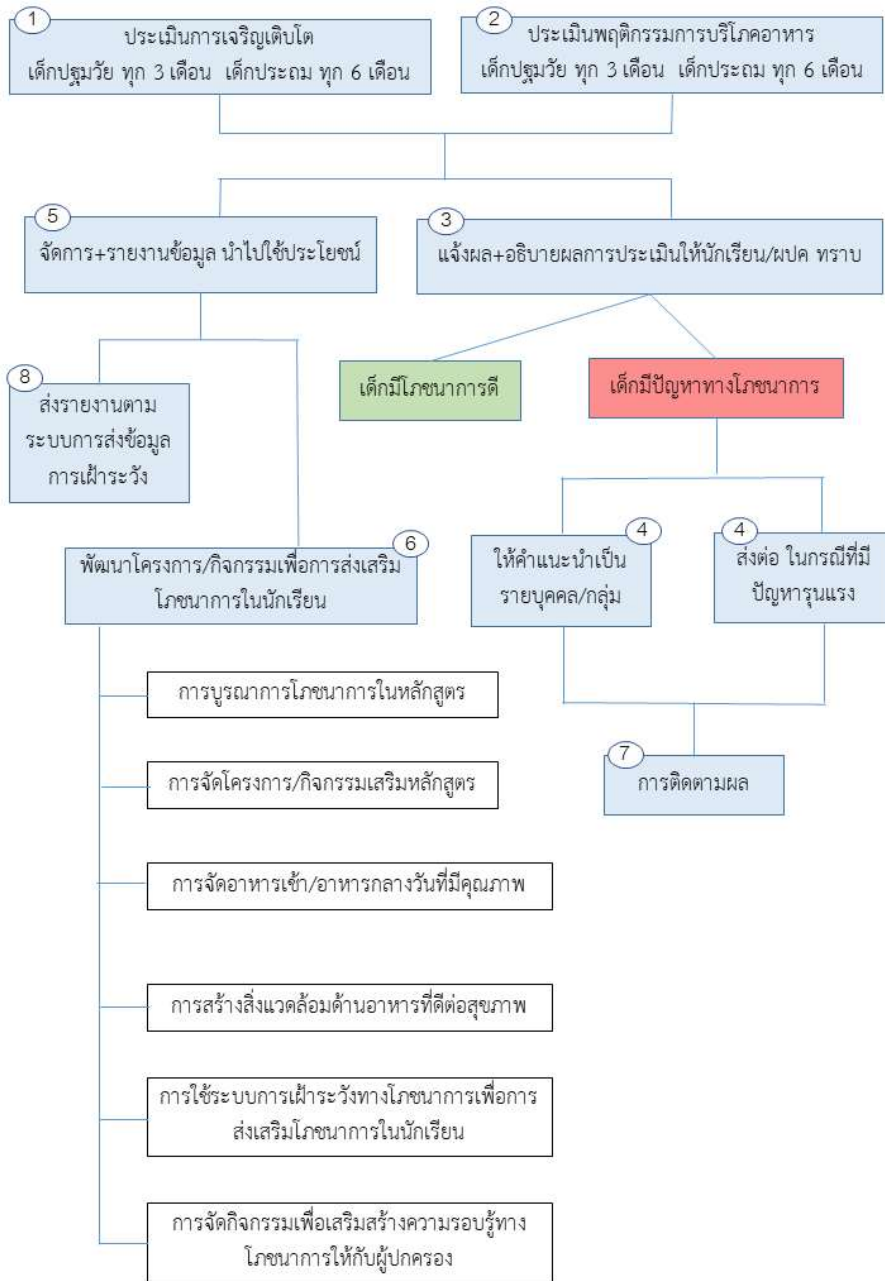 1
ประเมินการเจริญเติบโต
เด็กปฐมวัย ทุก 3 เดือน เด็กประถม ทุก 6 เดือน
2
ประเมินพฤติกรรมการบริโภคอาหาร
เด็กปฐมวัย ทุก 3 เดือน เด็กประถม ทุก 6 เดือน
5
จัดการ+รายงานข้อมูล นำไปใช้ประโยชน์
3
แจ้งผล+อธิบายผลการประเมินให้นักเรียน/ผปค ทราบ
เด็กมีโภชนาการดี
เด็กมีปัญหาทางโภชนาการ
8
ส่งรายงานตาม
ระบบการส่งข้อมูล
การเฝ้าระวัง
6
พัฒนาโครงการ/กิจกรรมเพื่อการส่งเสริม
โภชนาการในนักเรียน
4
ให้คำแนะนำเป็น
รายบุคคล/กลุ่ม
4
ส่งต่อ ในกรณีที่มี
ปัญหารุนแรง
การบูรณาการโภชนาการในหลักสูตร
7
การติดตามผล
การจัดโครงการ/กิจกรรมเสริมหลักสูตร
การจัดอาหารเช้า/อาหารกลางวันที่มีคุณภาพ
การสร้างสิ่งแวดล้อมด้านอาหารที่ดีต่อสุขภาพ
การใช้ระบบการเฝ้าระวังทางโภชนาการเพื่อการ
ส่งเสริมโภชนาการในนักเรียน
การจัดกิจกรรมเพื่อเสริมสร้างความรอบรู้ทาง
โภชนาการให้กับผู้ปกครอง